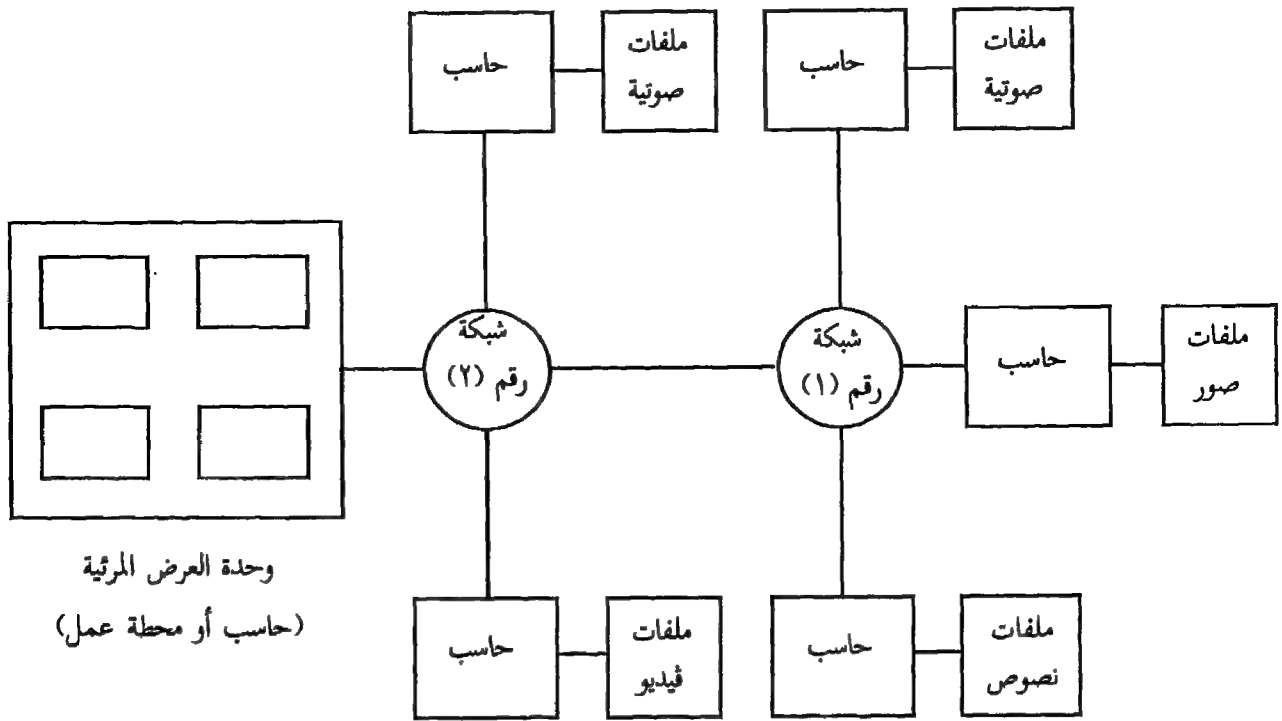 حاسب
ملفات
صوتية
حاسب
ملفات
صوتية
شبكة
رقم (١)
شبكة
رقم (٢)
حاسب
ملفات
صور
وحدة العرض المرئية
(حاسب أو محطة عمل)
حاسب
ملفات
نصوص
حاسب
ملفات
ڤيديو